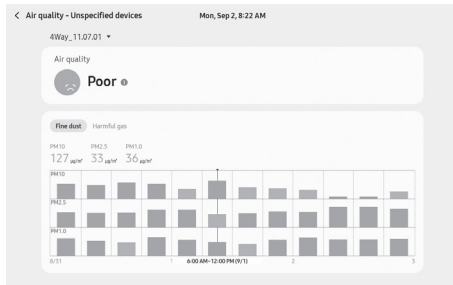 Air quality - Unspecified devices
Mon, Sep 2, 8:22 AM
4Way_11.07.01
Air quality
Poor
Fine dust Harmful gas
PM10 PM2.5 PM1.0
127 µg/m³ 33 µg/m³ 36 µg/m³
PM10
PM2.5
PM1.0
8/31 1 6:00 AM~12:00 PM (9/1) 2 3